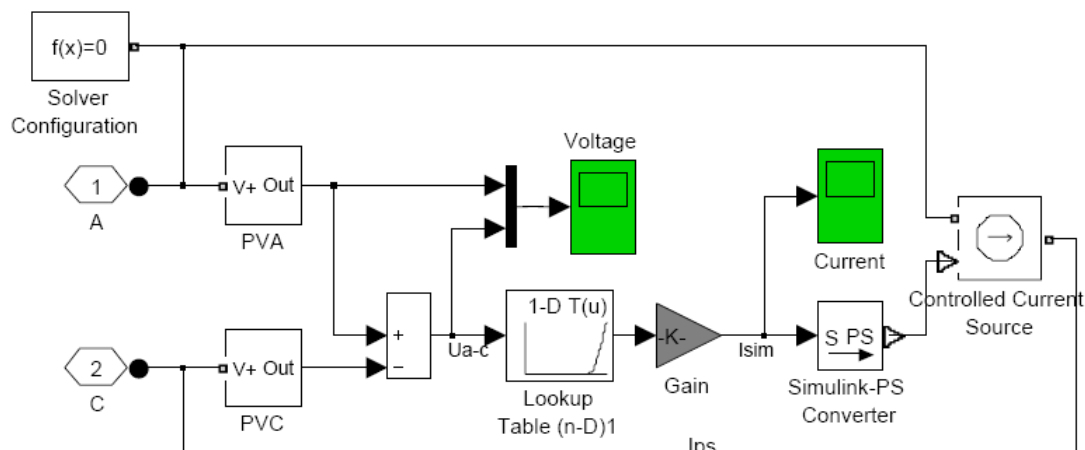 f(x)=0
Solver
Configuration
Voltage
1
A
V+ Out
PVA
Current
Controlled Current
Source
+
−
Ua-c
1-D T(u)
Lookup
Table (n-D)1
-K-
Gain
Isim
S PS
Simulink-PS
Converter
2
C
V+ Out
PVC
Ips